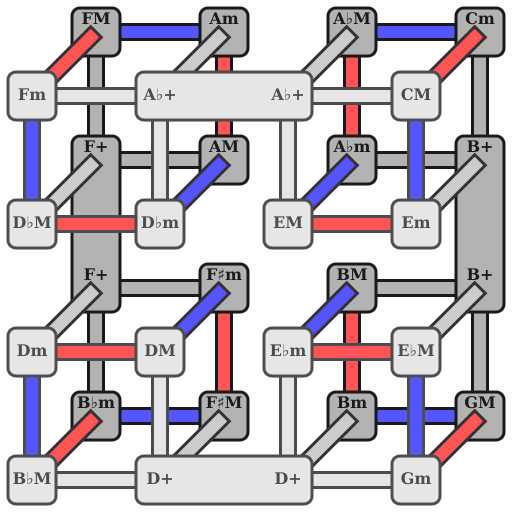 FM Am A♭M Cm
Fm A♭+ A♭+ CM
F+ AM A♭m B+
D♭M D♭m EM Em
F+ F♯m BM B+
Dm DM E♭m E♭M
B♭m F♯M Bm GM
B♭M D+ D+ Gm